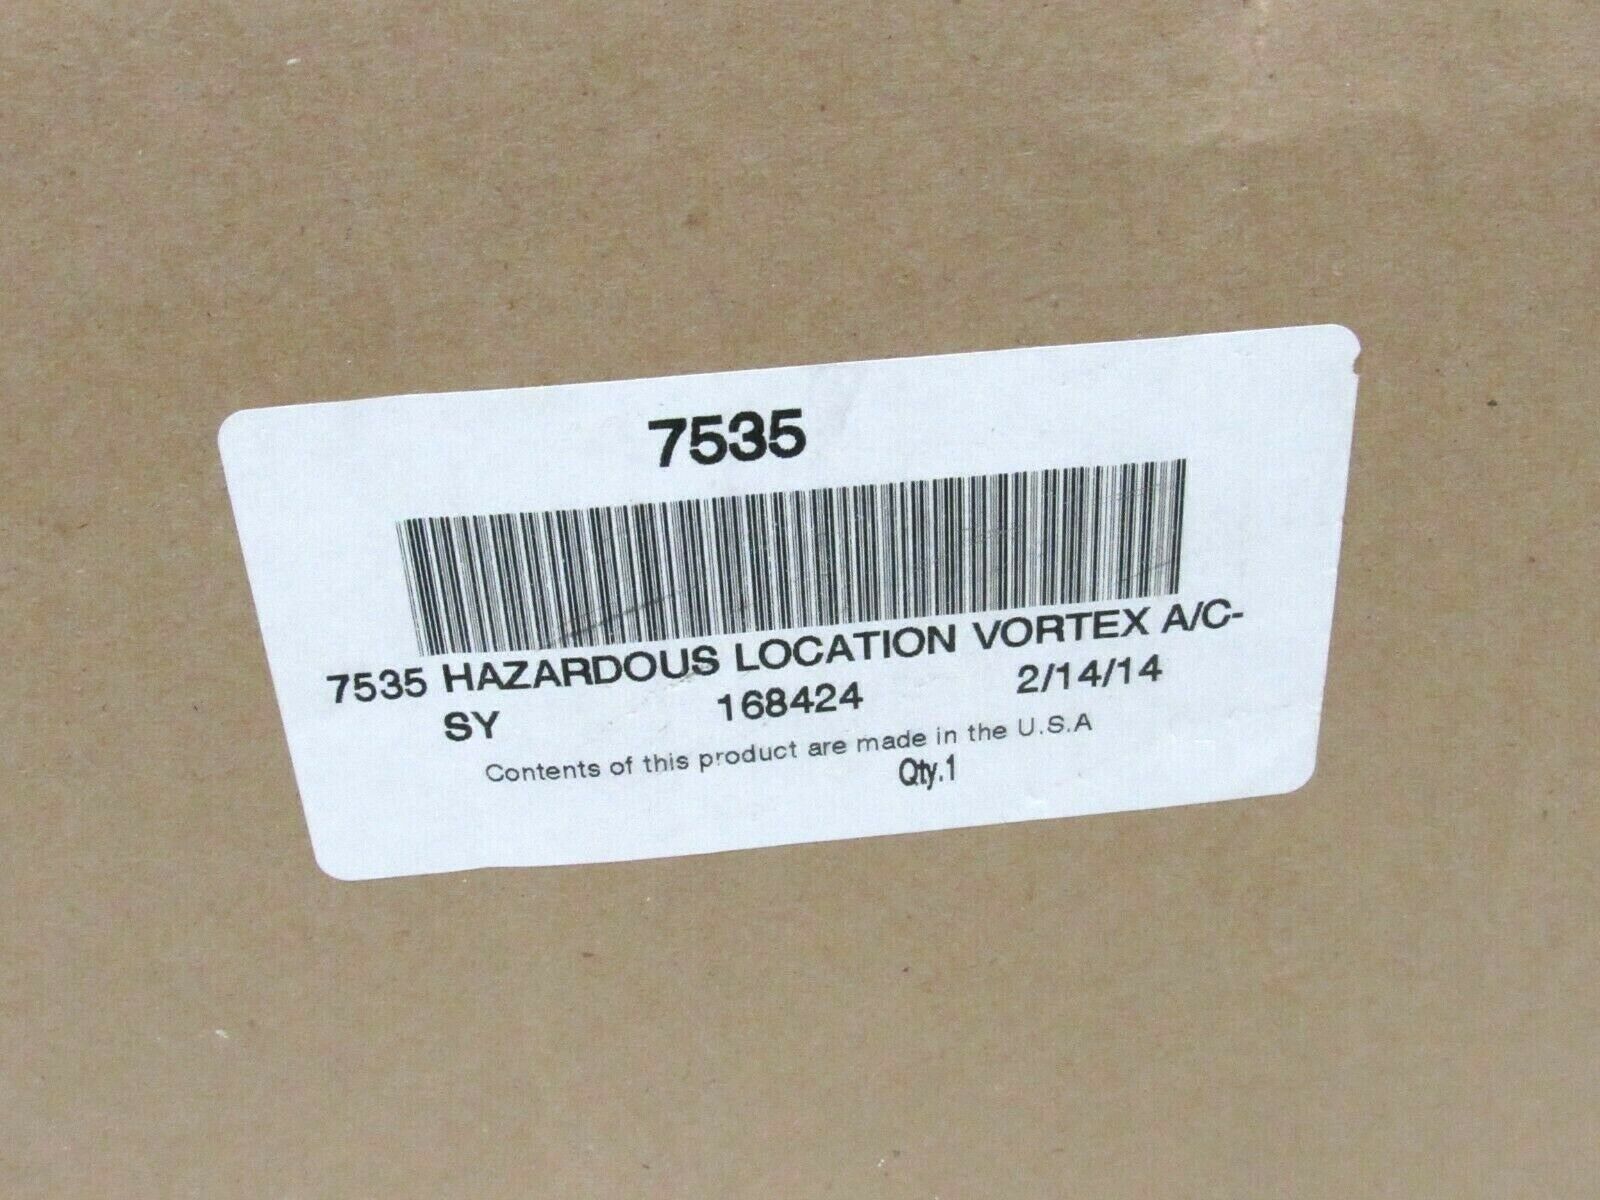 7535
7535 HAZARDOUS LOCATION VORTEX A/C-
SY 168424 2/14/14
Contents of this product are made in the U.S.A
Qty.1